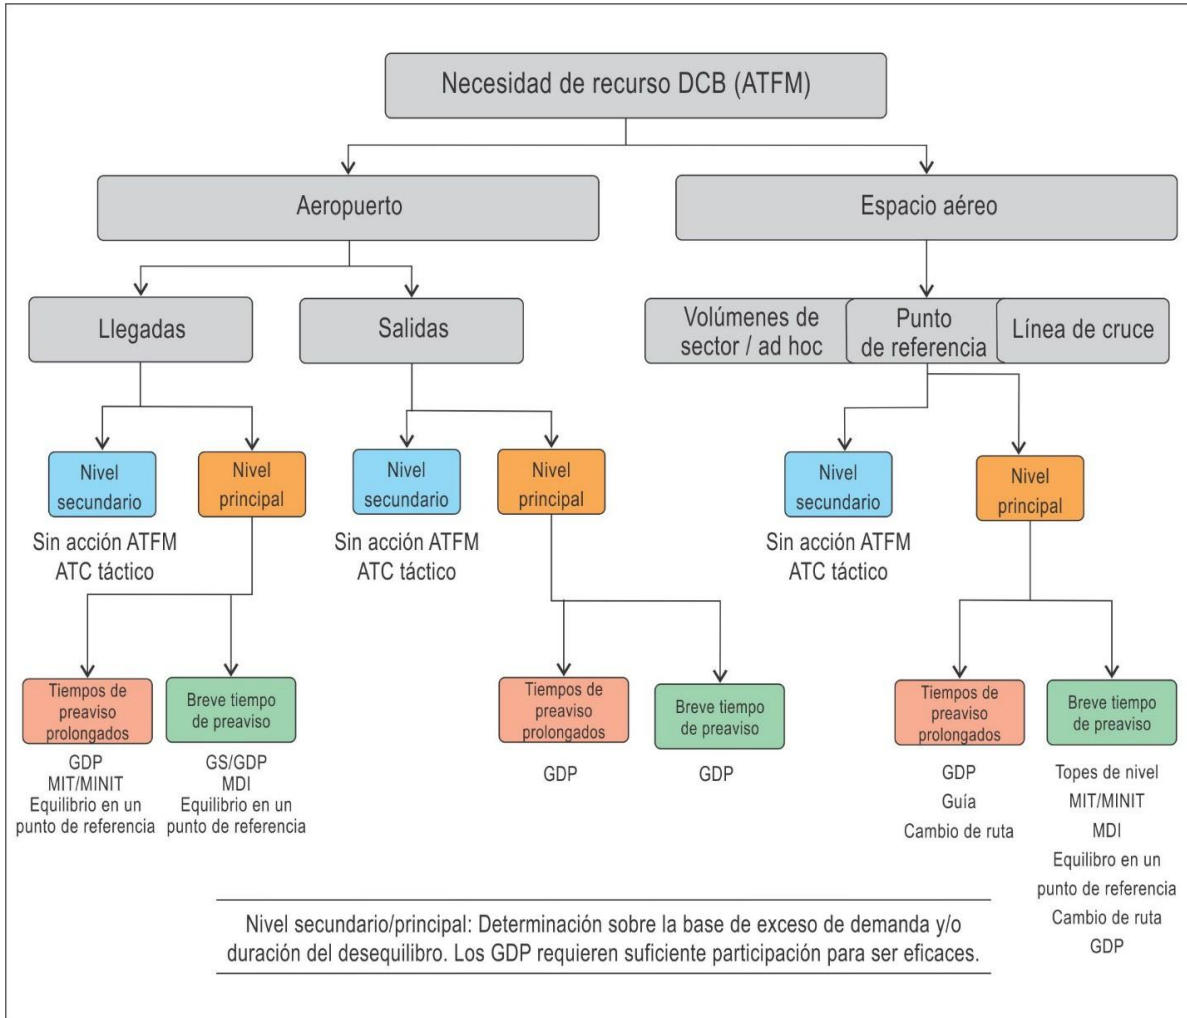 Necesidad de recurso DCB (ATFM)
Aeropuerto
Espacio aéreo
Llegadas
Salidas
Volúmenes de
sector / ad hoc
Punto
de referencia
Línea de cruce
Nivel
secundario
Nivel
principal
Nivel
secundario
Nivel
principal
Nivel
secundario
Nivel
principal
Sin acción ATFM
ATC táctico
Sin acción ATFM
ATC táctico
Sin acción ATFM
ATC táctico
Tiempos de
preaviso
prolongados
Breve tiempo
de preaviso
Tiempos de
preaviso
prolongados
Breve tiempo
de preaviso
Tiempos de
preaviso
prolongados
Breve tiempo
de preaviso
GDP
MIT/MINIT
Equilibrio en un
punto de referencia
GS/GDP
MDI
Equilibrio en un
punto de referencia
GDP
GDP
GDP
Guía
Cambio de ruta
Topes de nivel
MIT/MINIT
MDI
Equilibro en un
punto de referencia
Cambio de ruta
GDP
Nivel secundario/principal: Determinación sobre la base de exceso de demanda y/o
duración del desequilibro. Los GDP requieren suficiente participación para ser eficaces.